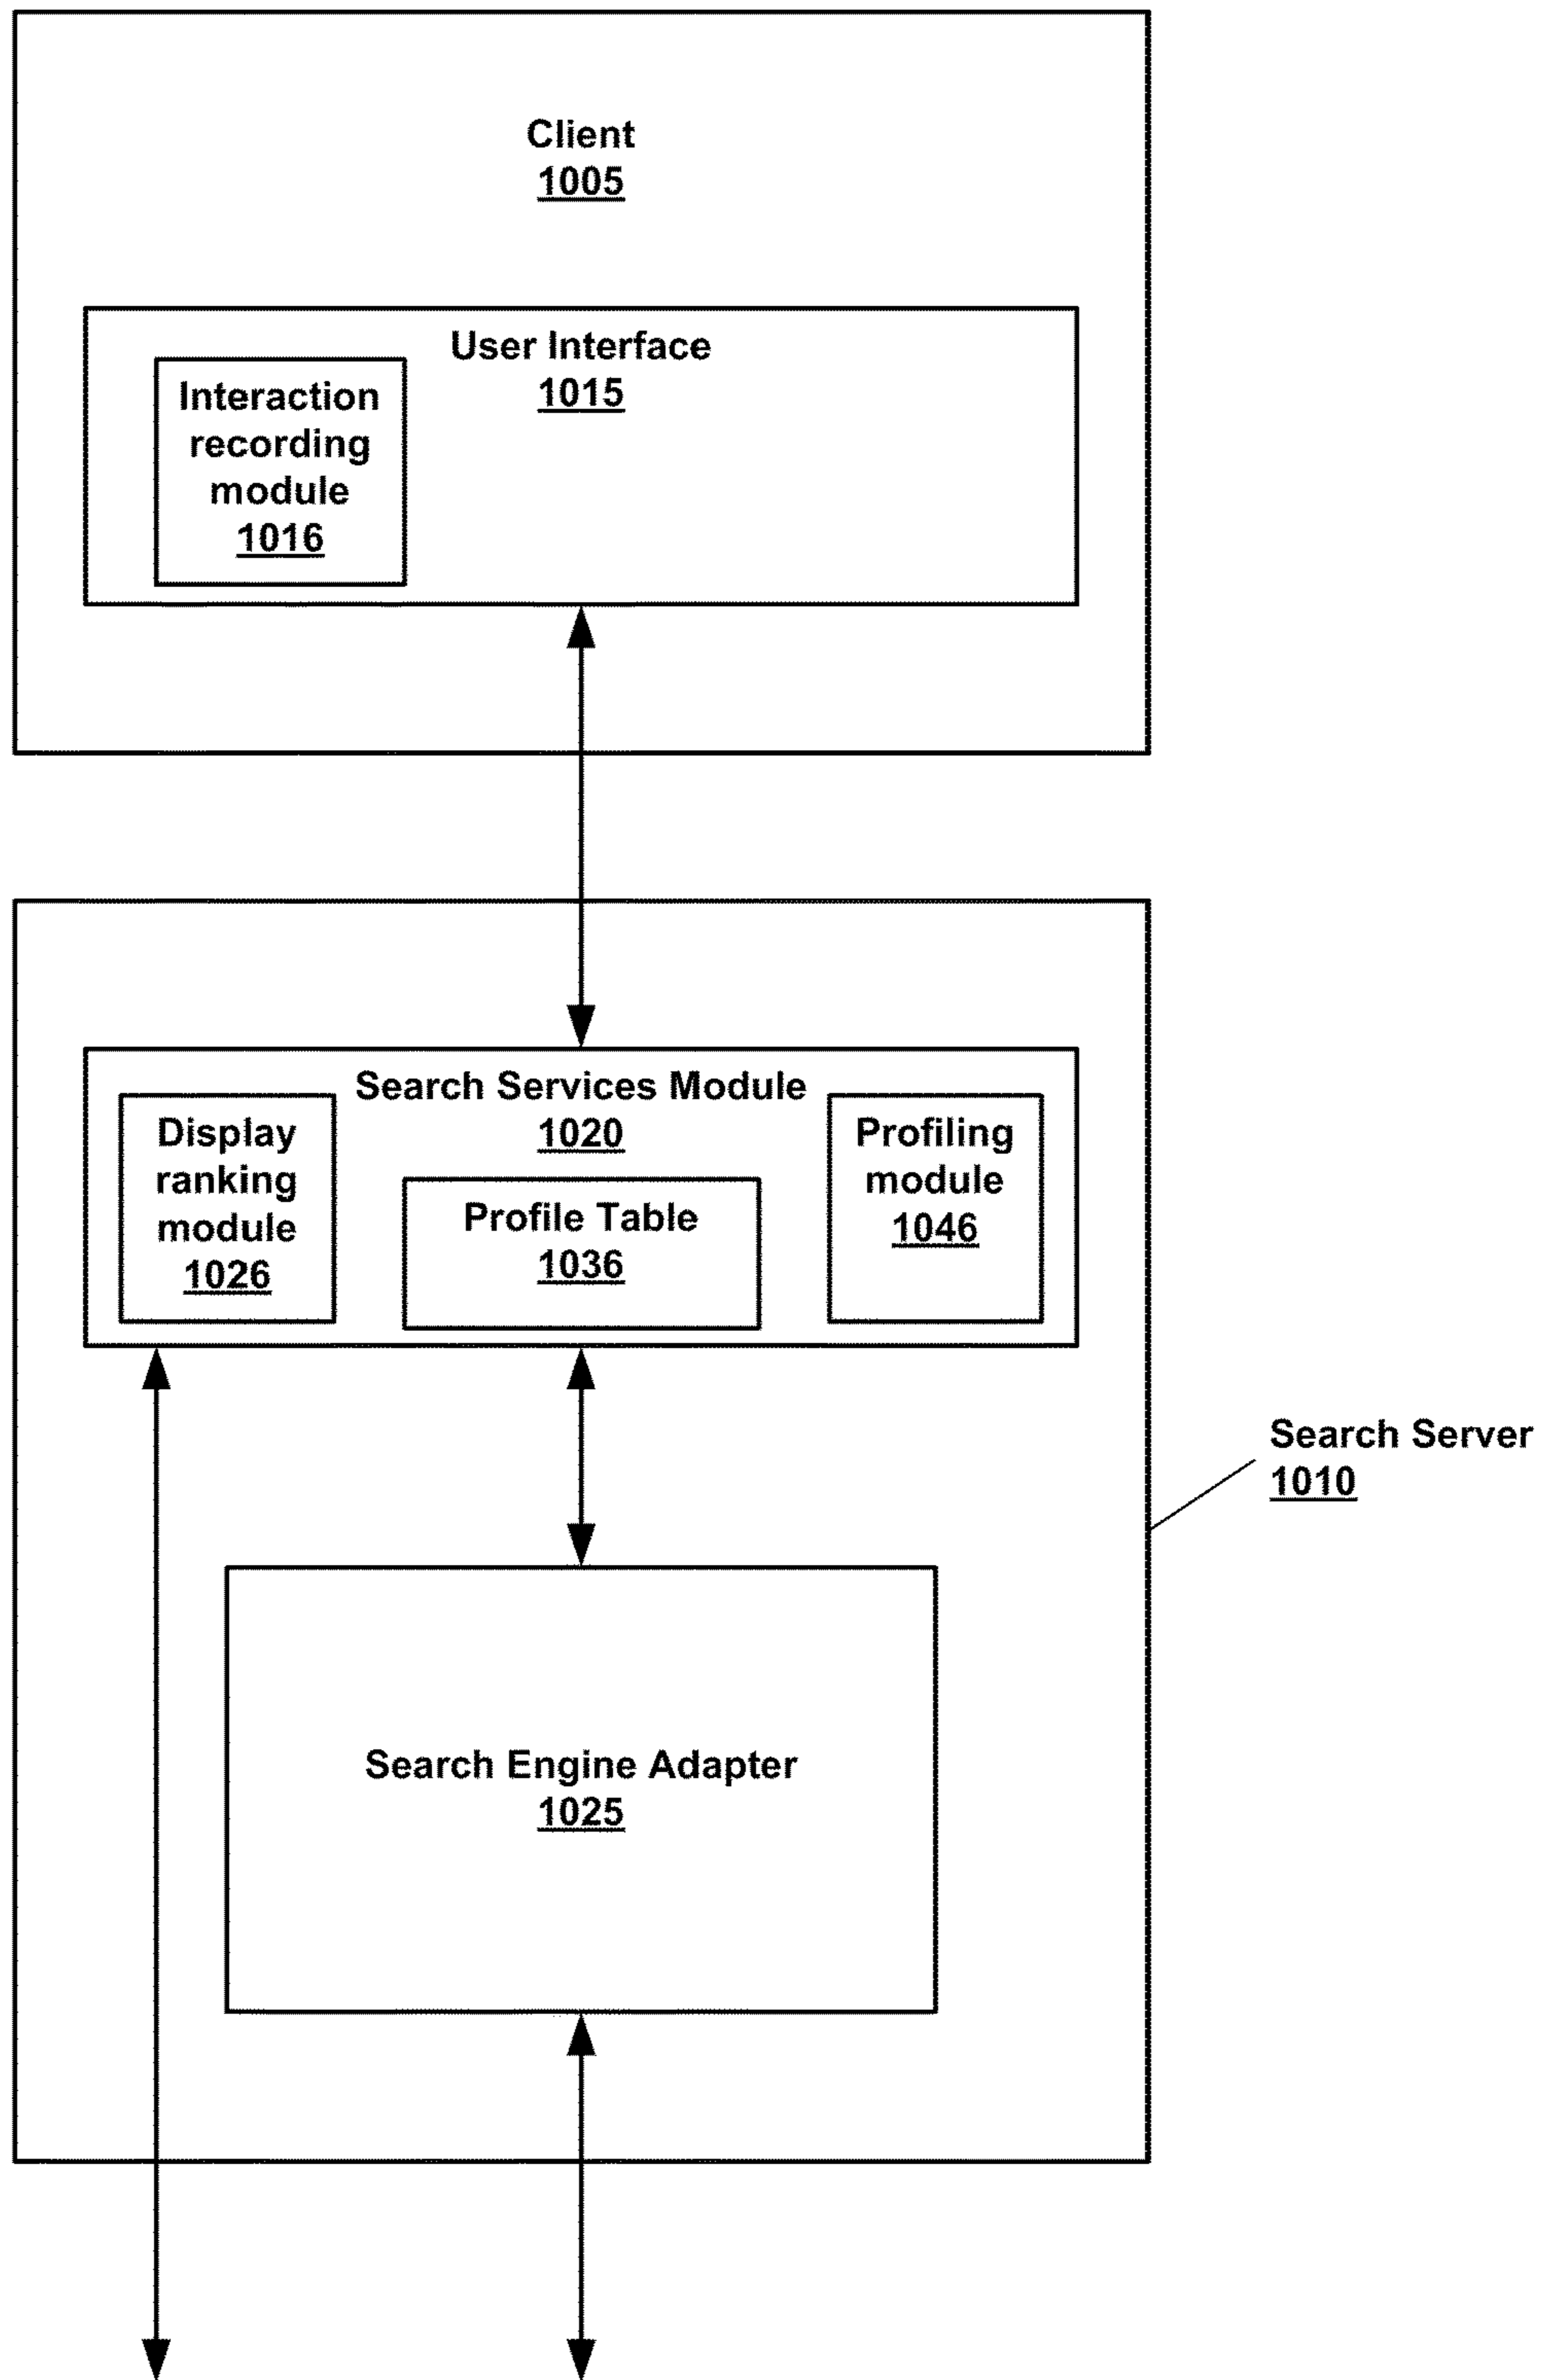 Client
1005
User Interface
1015
Interaction
recording
module
1016
Search Services Module
1020
Display
ranking
module
1026
Profile Table
1036
Profiling
module
1046
Search Server
1010
Search Engine Adapter
1025